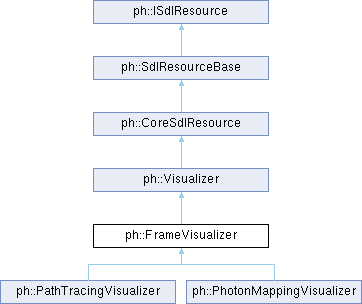 ph::ISdlResource
ph::SdlResourceBase
ph::CoreSdlResource
ph::Visualizer
ph::FrameVisualizer
ph::PathTracingVisualizer
ph::PhotonMappingVisualizer